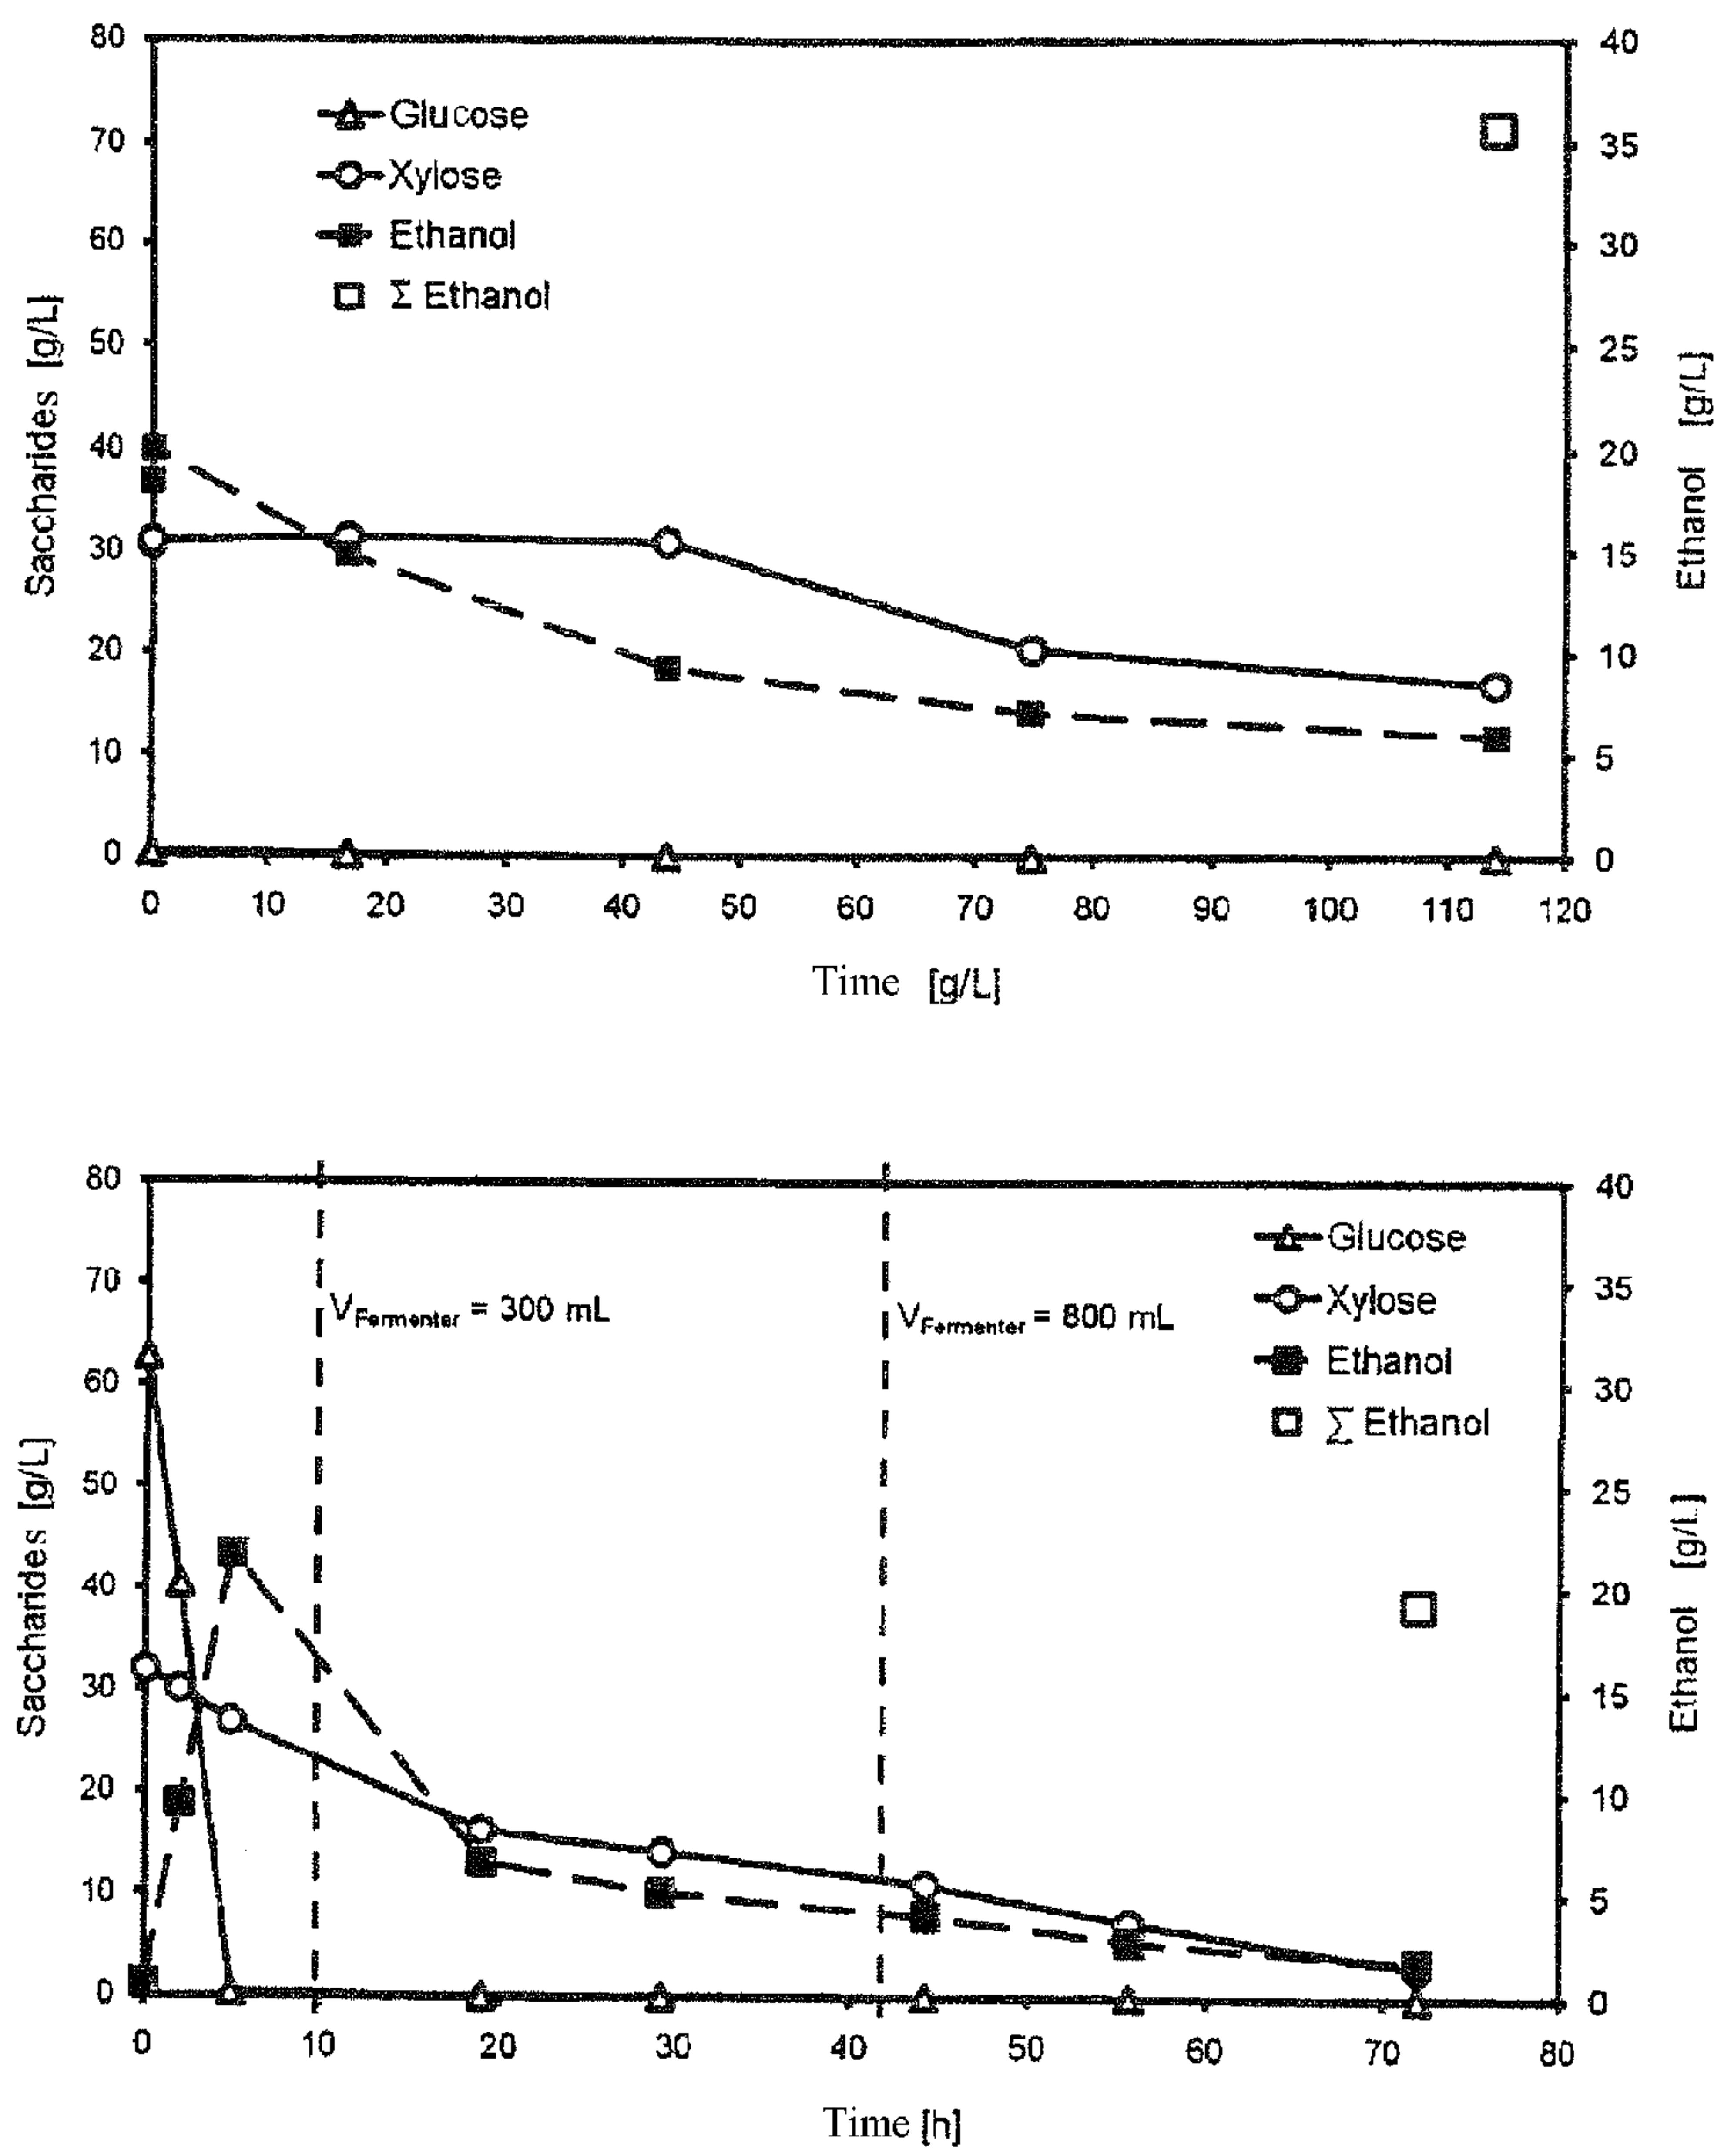 80
70
60
50
40
30
20
10
0
Saccharides [g/L]
Glucose
Xylose
Ethanol
Σ Ethanol
40
35
30
25
20
15
10
5
0
Ethanol [g/L]
0 10 20 30 40 50 60 70 80 90 100 110 120
Time [g/L]
80
70
60
50
40
30
20
10
0
Saccharides [g/L]
V Fermenter = 300 mL
V Fermenter = 800 mL
Glucose
Xylose
Ethanol
∑ Ethanol
40
35
30
25
20
15
10
5
0
Ethanol [g/L]
0 10 20 30 40 50 60 70 80
Time [h]